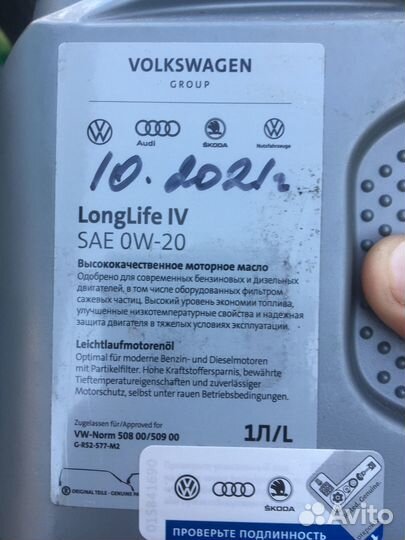 VOLKSWAGEN
GROUP
Audi
ŠKODA
Nutzfahrzeuge
10.2021г
LongLife IV
SAE 0W-20
Высококачественное моторное масло
Одобрено для современных бензиновых и дизельных
двигателей, в том числе оборудованных фильтром
сажевых частиц. Высокий уровень экономии топлива,
улучшенные низкотемпературные свойства и надежная
защита двигателя в тяжелых условиях эксплуатации.
Leichtlaufmotorenöl
Optimal für moderne Benzin- und Dieselmotoren
mit Partikelfilter. Hohe Kraftstoffersparnis, bewährte
Tieftemperatureigenschaften und zuverlässiger
Motorschutz, selbst unter rauen Betriebsbedingungen.
Zugelassen für/Approved for
VW-Norm 508 00/509 00
G-R52-577-M2
1Л/L
ORIGINAL TEILE · GENUINE
ŠKODA
ПРОВЕРЬТЕ ПОДЛИННОСТЬ
Avito